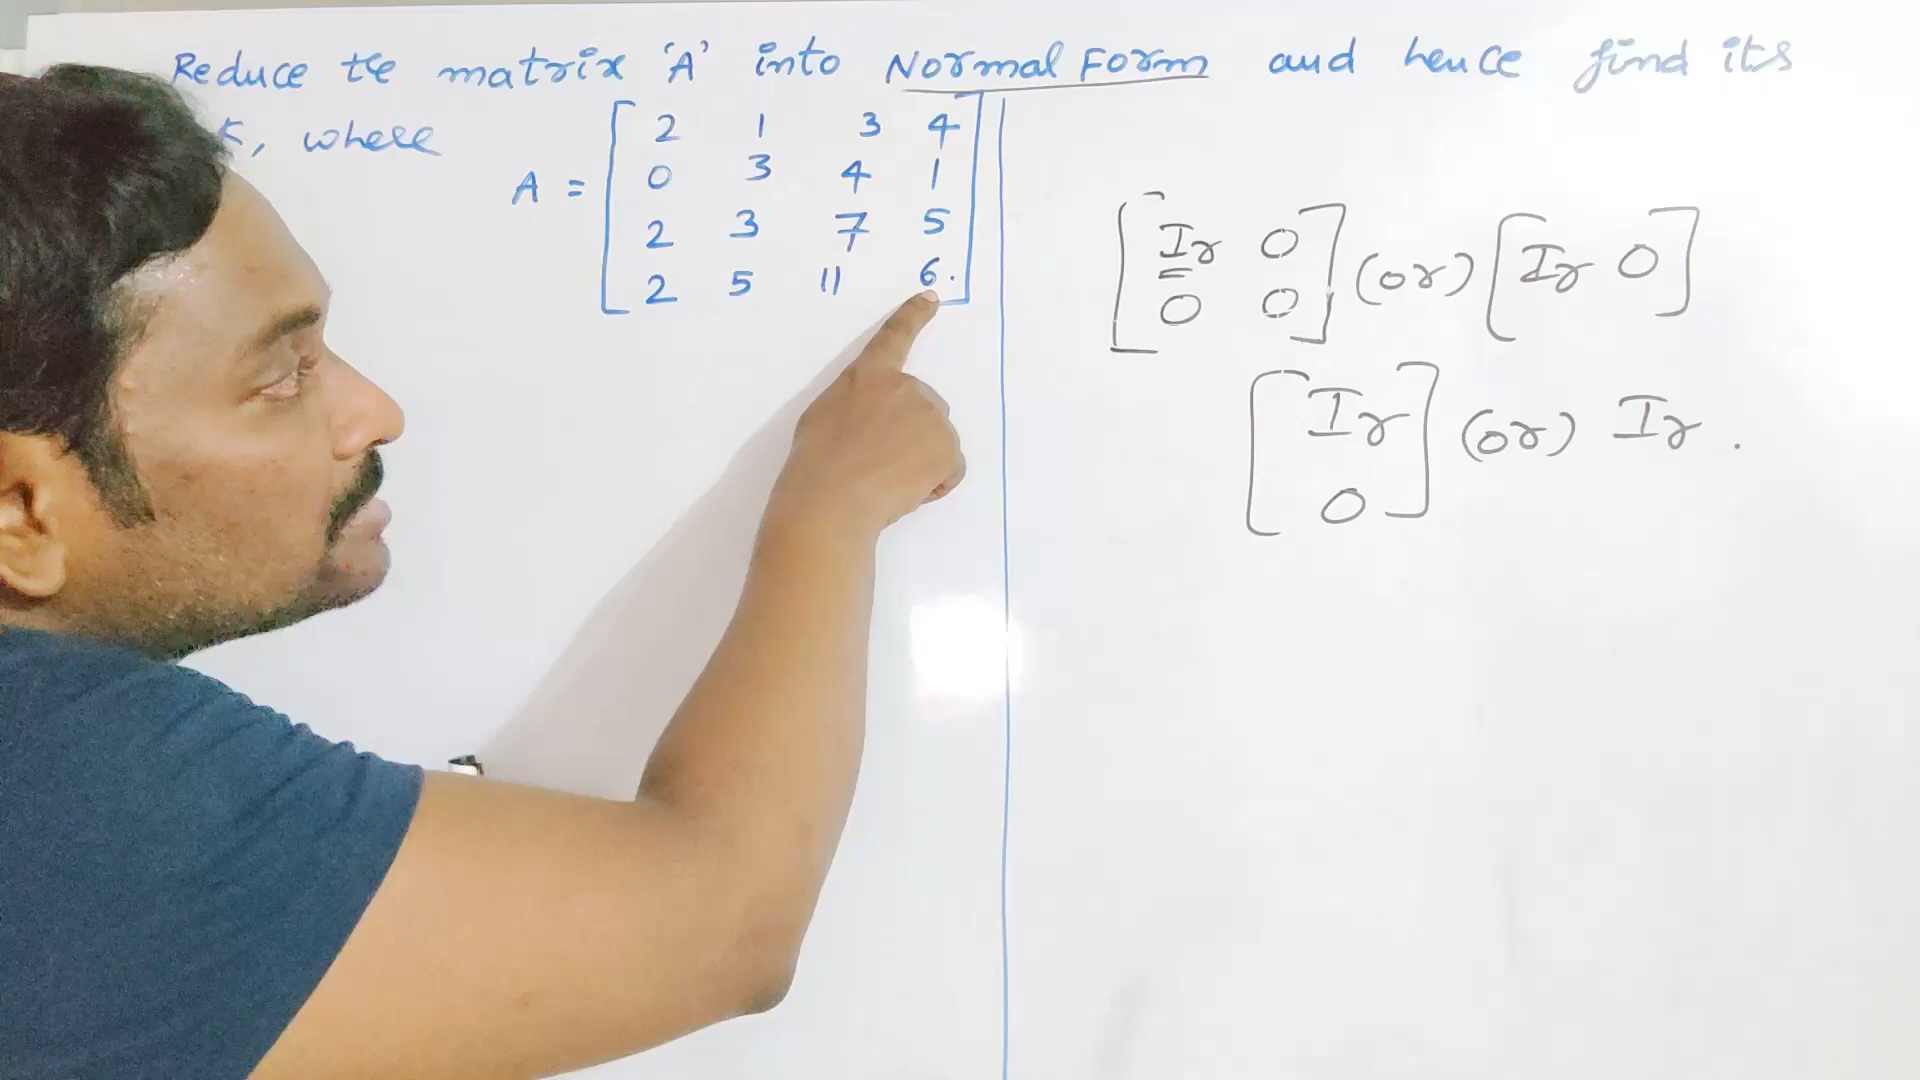 Reduce the matrix 'A' into Normal Form and hence find its
, where
A = [ 2 1 3 4
0 3 4 1
2 3 7 5
2 5 11 6. ]
[ Ir 0
0 0 ] (or) [ Ir 0 ]
[ Ir
0 ] (or) Ir .